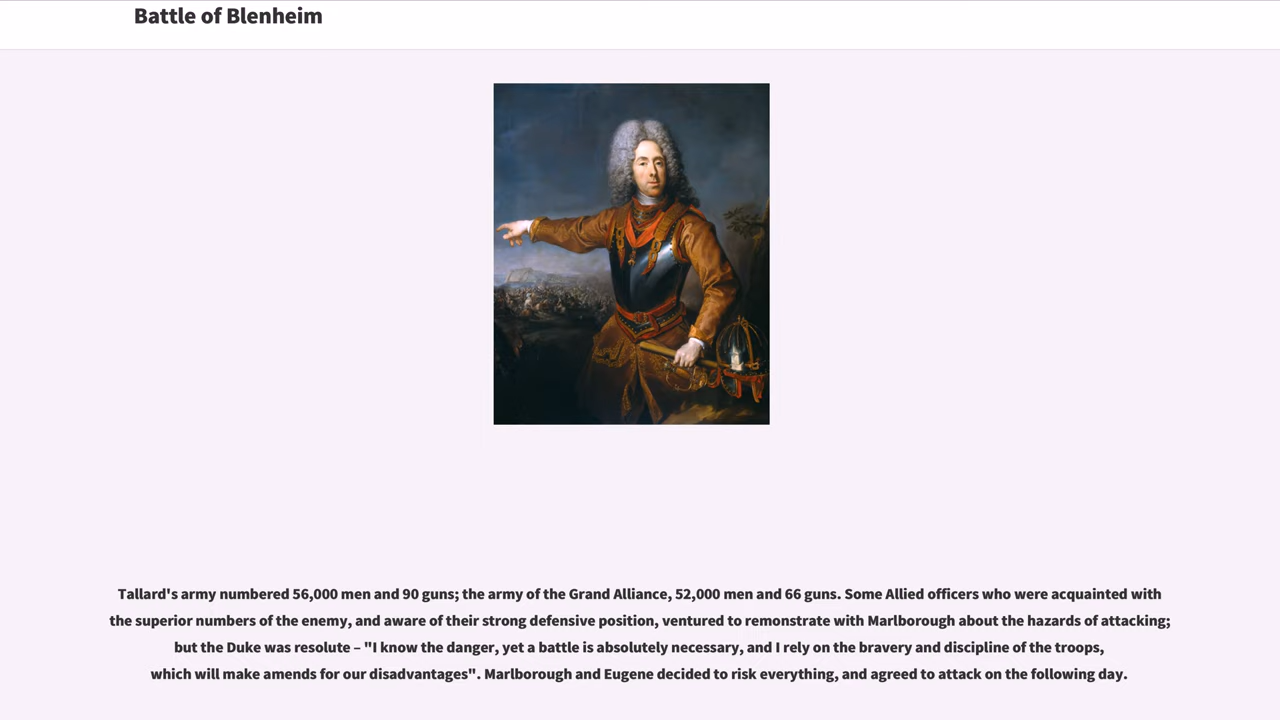 Battle of Blenheim
Tallard's army numbered 56,000 men and 90 guns; the army of the Grand Alliance, 52,000 men and 66 guns. Some Allied officers who were acquainted with
the superior numbers of the enemy, and aware of their strong defensive position, ventured to remonstrate with Marlborough about the hazards of attacking;
but the Duke was resolute – "I know the danger, yet a battle is absolutely necessary, and I rely on the bravery and discipline of the troops,
which will make amends for our disadvantages". Marlborough and Eugene decided to risk everything, and agreed to attack on the following day.